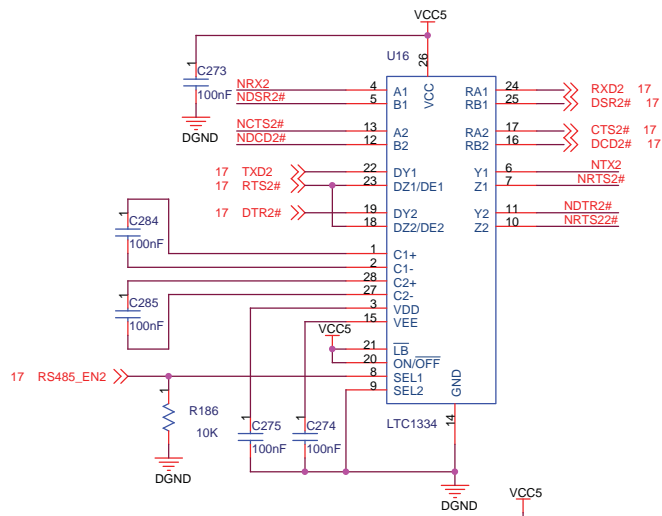 VCC5
U16
1
C273
100nF
DGND
26
VCC
NRX2 4 A1 RA1 24 RXD2 17
NDSR2# 5 B1 RB1 25 DSR2# 17
NCTS2# 13 A2 RA2 17 CTS2# 17
NDCD2# 12 B2 RB2 16 DCD2# 17
17 TXD2 22 DY1 Y1 6 NTX2
17 RTS2# 23 DZ1/DE1 Z1 7 NRTS2#
17 DTR2# 19 DY2 Y2 11 NDTR2#
18 DZ2/DE2 Z2 10 NRTS22#
1
C284
100nF
1 C1+
2 C1-
28 C2+
27 C2-
1
C285
100nF
3 VDD
15 VEE
VCC5
21 LB
20 ON/OFF
17 RS485_EN2 8 SEL1
9 SEL2
GND
14
LTC1334
1
R186
10K
DGND
1
C275
100nF
1
C274
100nF
DGND
VCC5